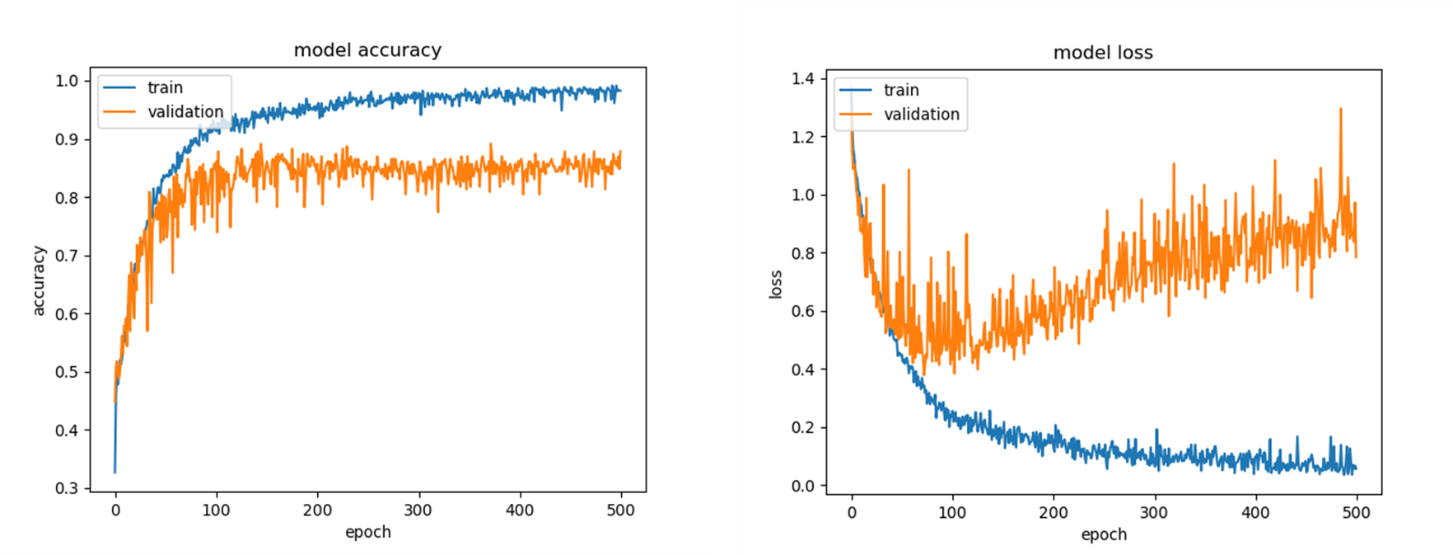 model accuracy
train
validation
1.0
0.9
0.8
0.7
0.6
0.5
0.4
0.3
accuracy
0 100 200 300 400 500
epoch
model loss
train
validation
1.4
1.2
1.0
0.8
0.6
0.4
0.2
0.0
loss
0 100 200 300 400 500
epoch